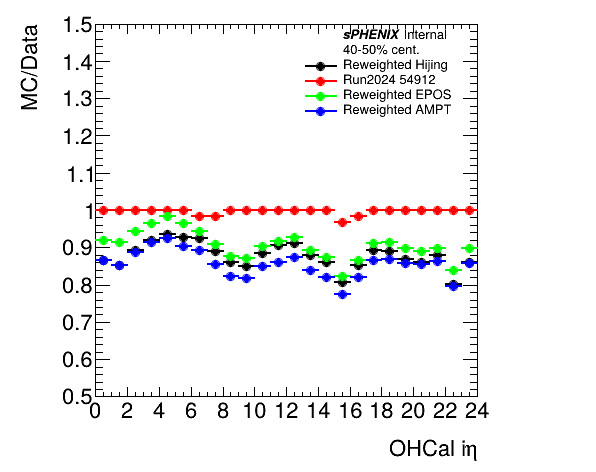 MC/Data
1.5
1.4
1.3
1.2
1.1
1
0.9
0.8
0.7
0.6
0.5
sPHENIX Internal
40-50% cent.
Reweighted Hijing
Run2024 54912
Reweighted EPOS
Reweighted AMPT
0 2 4 6 8 10 12 14 16 18 20 22 24
OHCal iη